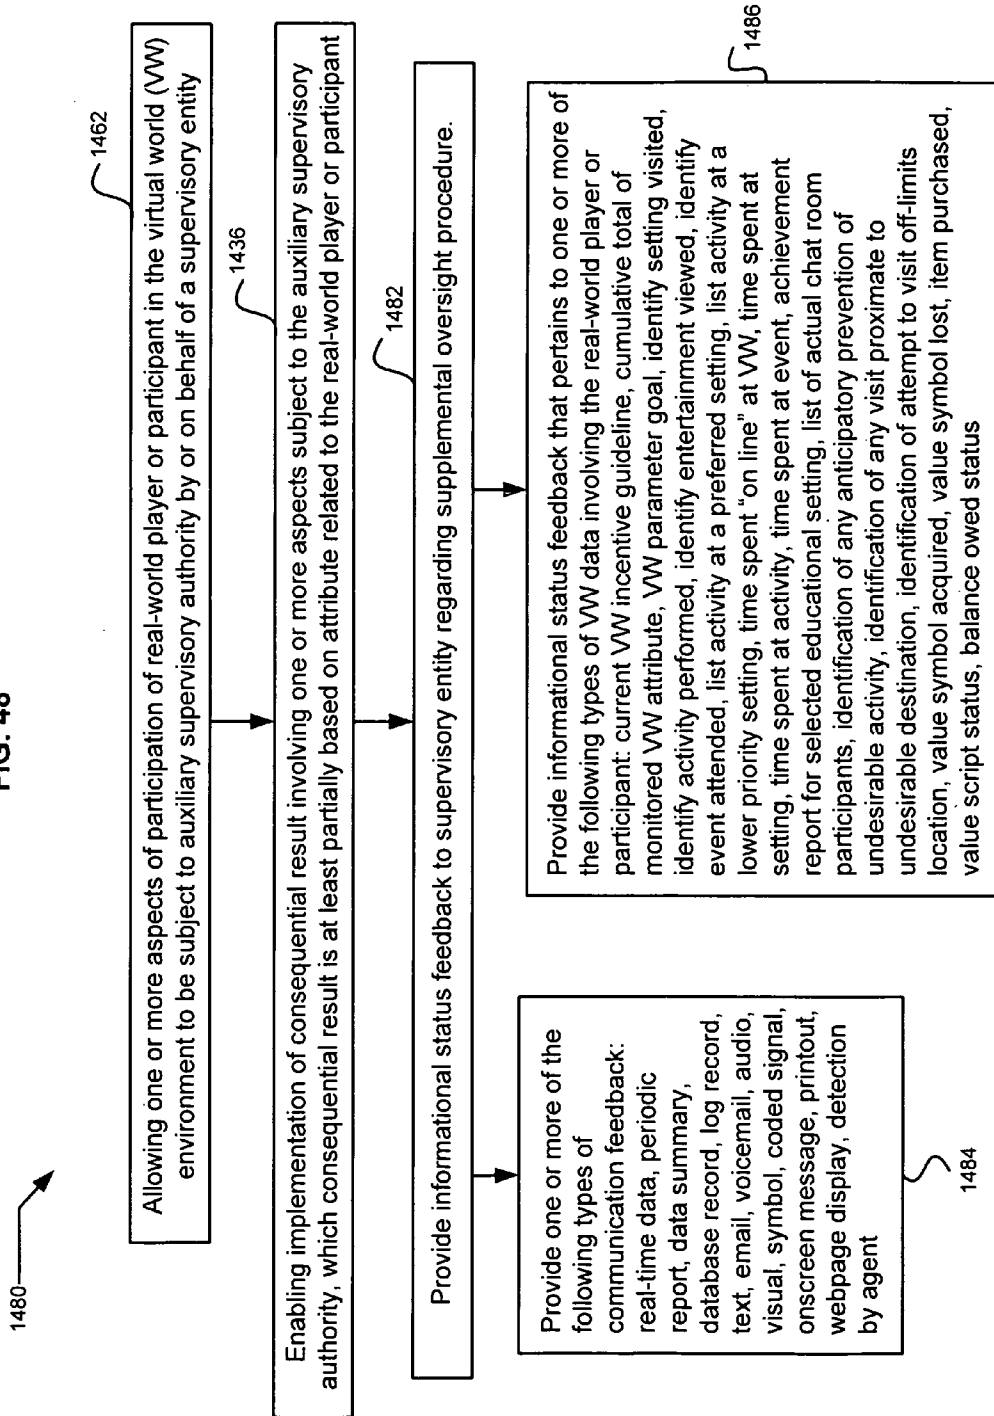 FIG. 48
1480
1462
Allowing one or more aspects of participation of real-world player or participant in the virtual world (VW)
environment to be subject to auxiliary supervisory authority by or on behalf of a supervisory entity
1436
Enabling implementation of consequential result involving one or more aspects subject to the auxiliary supervisory
authority, which consequential result is at least partially based on attribute related to the real-world player or participant
1482
Provide informational status feedback to supervisory entity regarding supplemental oversight procedure.
Provide one or more of the
following types of
communication feedback:
real-time data, periodic
report, data summary,
database record, log record,
text, email, voicemail, audio,
visual, symbol, coded signal,
onscreen message, printout,
webpage display, detection
by agent
1484
1486
Provide informational status feedback that pertains to one or more of
the following types of VW data involving the real-world player or
participant: current VW incentive guideline, cumulative total of
monitored VW attribute, VW parameter goal, identify setting visited,
identify activity performed, identify entertainment viewed, identify
event attended, list activity at a preferred setting, list activity at a
lower priority setting, time spent "on line" at VW, time spent at
setting, time spent at activity, time spent at event, achievement
report for selected educational setting, list of actual chat room
participants, identification of any anticipatory prevention of
undesirable activity, identification of any visit proximate to
undesirable destination, identification of attempt to visit off-limits
location, value symbol acquired, value symbol lost, item purchased,
value script status, balance owed status